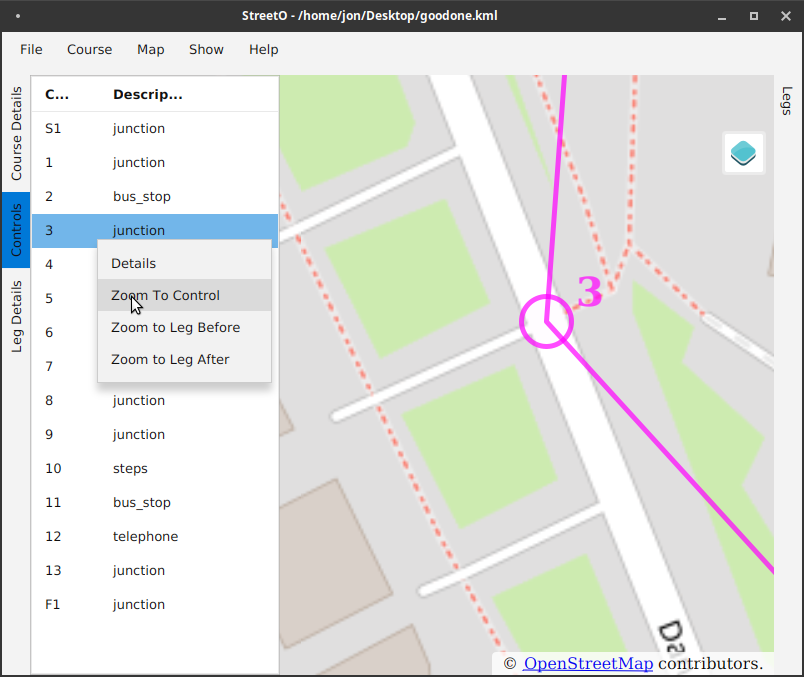 StreetO - /home/jon/Desktop/goodone.kml
File Course Map Show Help
Course Details
Controls
Leg Details
C... Descrip...
S1 junction
1 junction
2 bus_stop
3 junction
4
5
6
7
8 junction
9 junction
10 steps
11 bus_stop
12 telephone
13 junction
F1 junction
Details
Zoom To Control
Zoom to Leg Before
Zoom to Leg After
3
Da
© OpenStreetMap contributors.
Legs